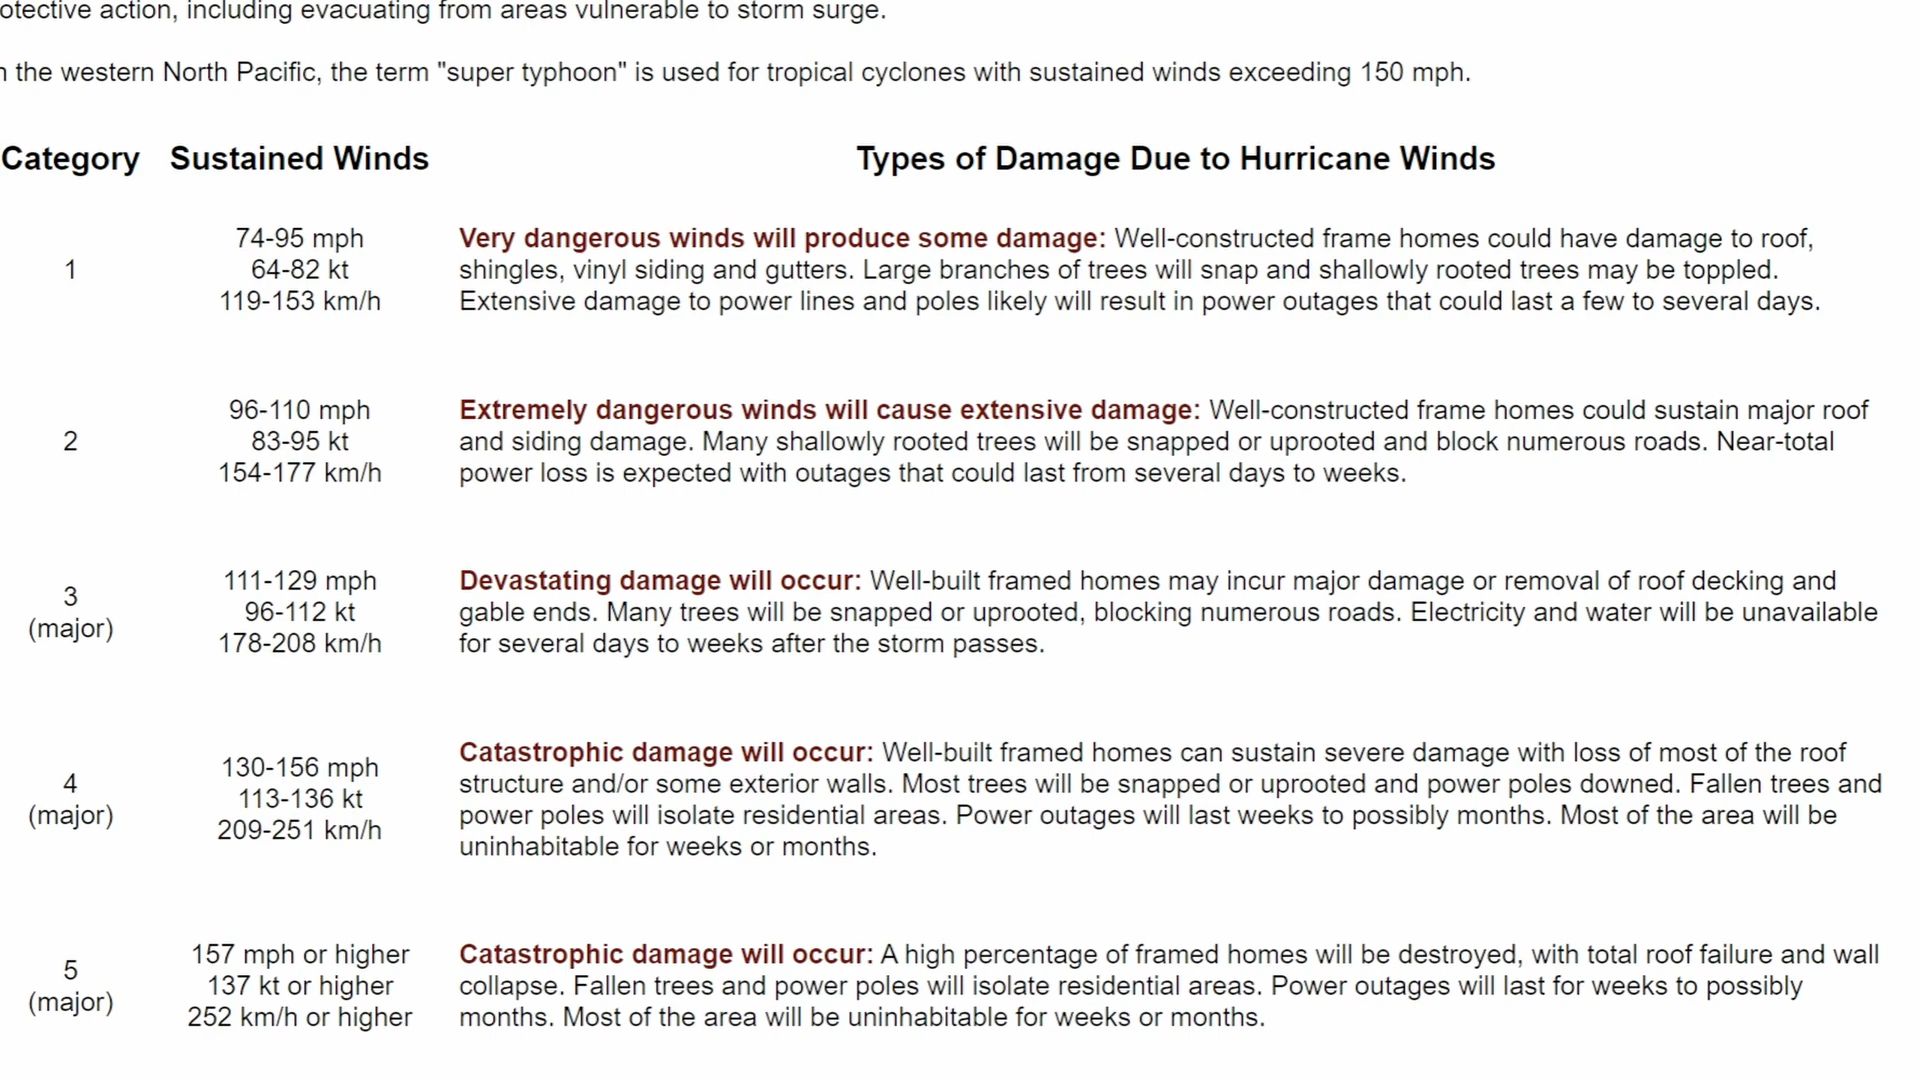 otective action, including evacuating from areas vulnerable to storm surge.
n the western North Pacific, the term "super typhoon" is used for tropical cyclones with sustained winds exceeding 150 mph.
Category Sustained Winds Types of Damage Due to Hurricane Winds
1
74-95 mph
64-82 kt
119-153 km/h
Very dangerous winds will produce some damage: Well-constructed frame homes could have damage to roof,
shingles, vinyl siding and gutters. Large branches of trees will snap and shallowly rooted trees may be toppled.
Extensive damage to power lines and poles likely will result in power outages that could last a few to several days.
2
96-110 mph
83-95 kt
154-177 km/h
Extremely dangerous winds will cause extensive damage: Well-constructed frame homes could sustain major roof
and siding damage. Many shallowly rooted trees will be snapped or uprooted and block numerous roads. Near-total
power loss is expected with outages that could last from several days to weeks.
3
(major)
111-129 mph
96-112 kt
178-208 km/h
Devastating damage will occur: Well-built framed homes may incur major damage or removal of roof decking and
gable ends. Many trees will be snapped or uprooted, blocking numerous roads. Electricity and water will be unavailable
for several days to weeks after the storm passes.
4
(major)
130-156 mph
113-136 kt
209-251 km/h
Catastrophic damage will occur: Well-built framed homes can sustain severe damage with loss of most of the roof
structure and/or some exterior walls. Most trees will be snapped or uprooted and power poles downed. Fallen trees and
power poles will isolate residential areas. Power outages will last weeks to possibly months. Most of the area will be
uninhabitable for weeks or months.
5
(major)
157 mph or higher
137 kt or higher
252 km/h or higher
Catastrophic damage will occur: A high percentage of framed homes will be destroyed, with total roof failure and wall
collapse. Fallen trees and power poles will isolate residential areas. Power outages will last for weeks to possibly
months. Most of the area will be uninhabitable for weeks or months.